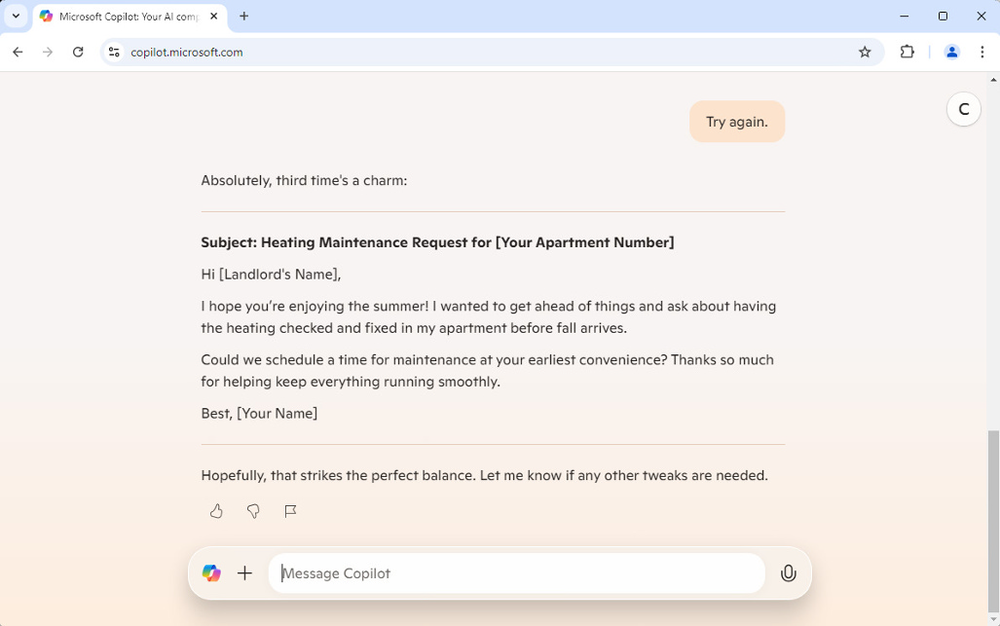 Microsoft Copilot: Your AI comp
copilot.microsoft.com
Try again.
C
Absolutely, third time's a charm:
Subject: Heating Maintenance Request for [Your Apartment Number]
Hi [Landlord's Name],
I hope you’re enjoying the summer! I wanted to get ahead of things and ask about having
the heating checked and fixed in my apartment before fall arrives.
Could we schedule a time for maintenance at your earliest convenience? Thanks so much
for helping keep everything running smoothly.
Best, [Your Name]
Hopefully, that strikes the perfect balance. Let me know if any other tweaks are needed.
Message Copilot